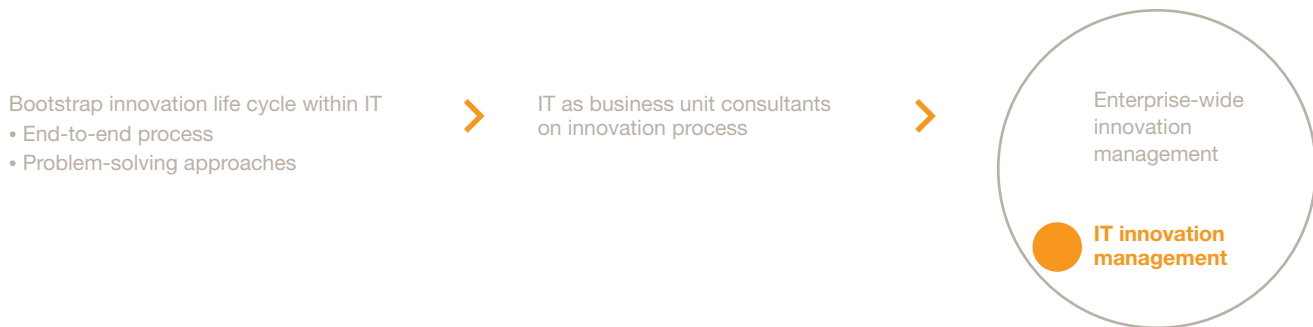 Bootstrap innovation life cycle within IT
• End-to-end process
• Problem-solving approaches
IT as business unit consultants
on innovation process
Enterprise-wide
innovation
management
IT innovation
management